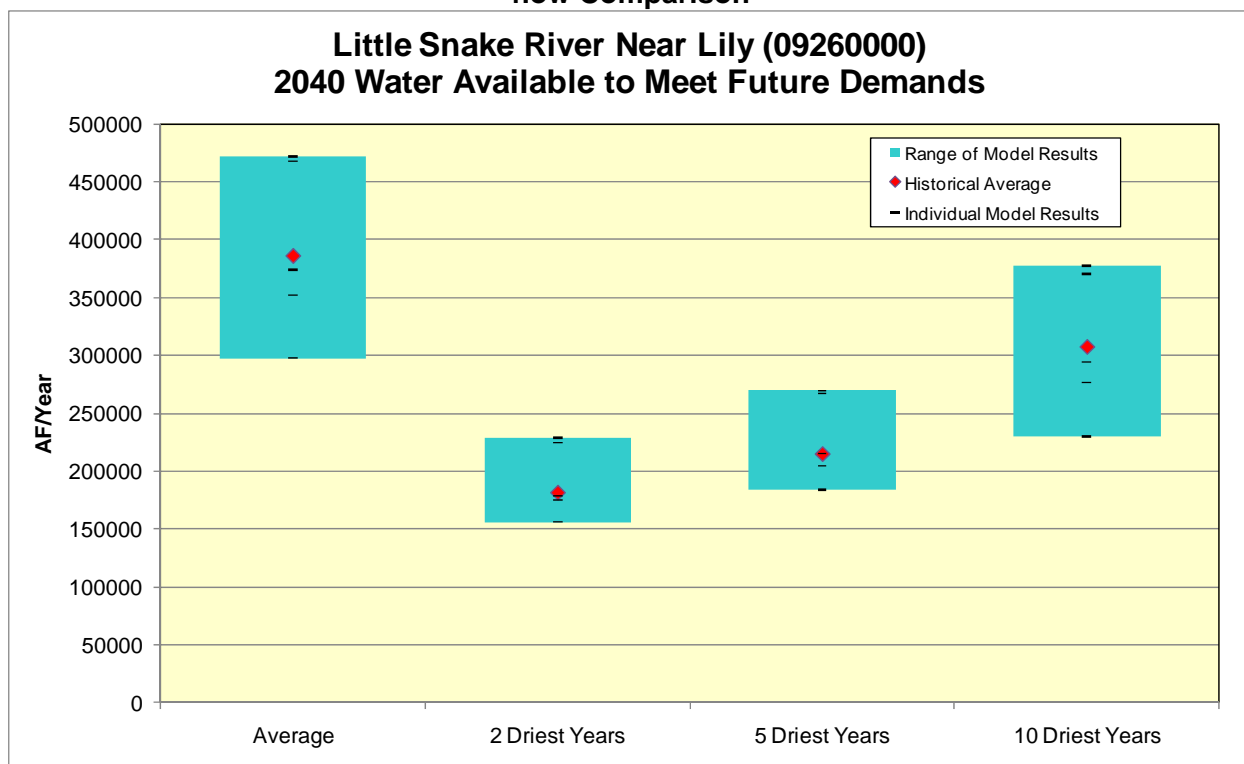 Little Snake River Near Lily (09260000)
2040 Water Available to Meet Future Demands
500000
450000
400000
350000
300000
250000
200000
150000
100000
50000
0
AF/Year
Range of Model Results
Historical Average
Individual Model Results
Average
2 Driest Years
5 Driest Years
10 Driest Years